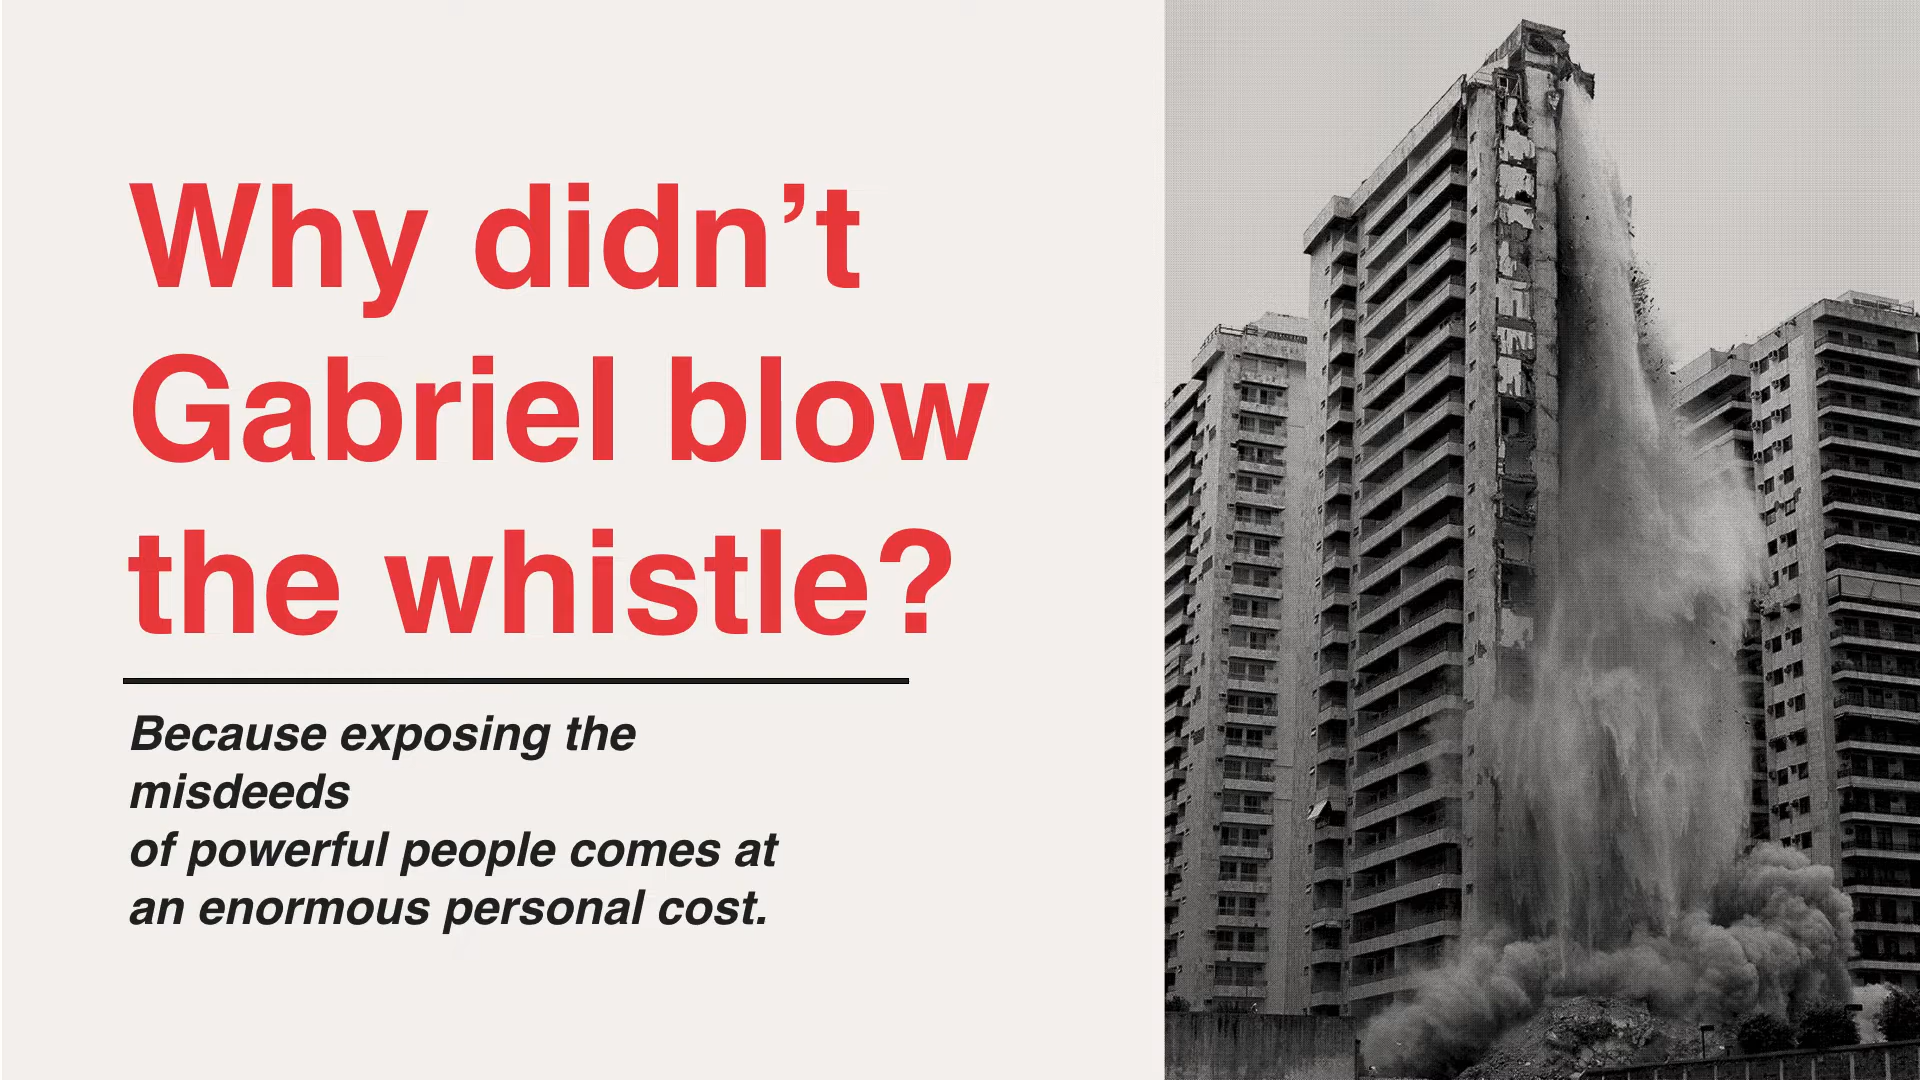 Why didn’t
Gabriel blow
the whistle?
Because exposing the
misdeeds
of powerful people comes at
an enormous personal cost.